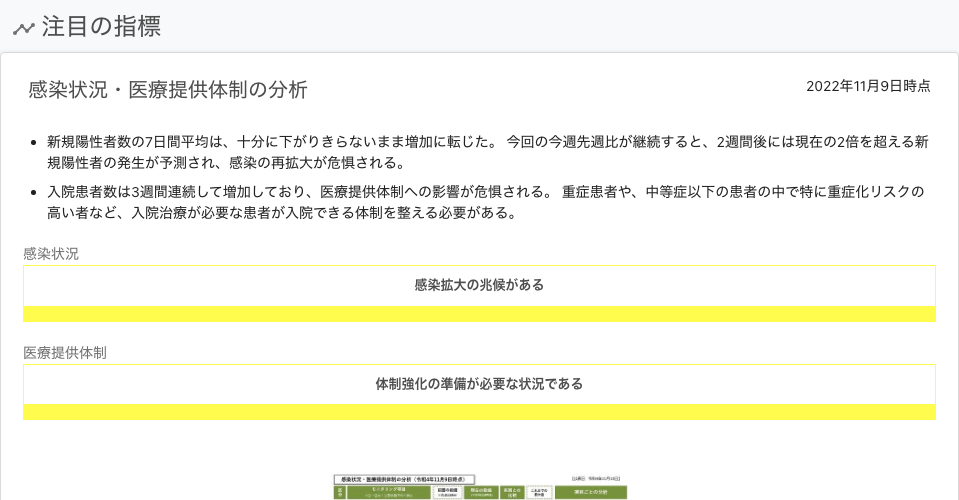 注目の指標
感染状況・医療提供体制の分析
2022年11月9日時点
新規陽性者数の7日間平均は、十分に下がりきらないまま増加に転じた。 今回の今週先週比が継続すると、2週間後には現在の2倍を超える新
規陽性者の発生が予測され、感染の再拡大が危惧される。
入院患者数は3週間連続して増加しており、医療提供体制への影響が危惧される。 重症患者や、中等症以下の患者の中で特に重症化リスクの
高い者など、入院治療が必要な患者が入院できる体制を整える必要がある。
感染状況
感染拡大の兆候がある
医療提供体制
体制強化の準備が必要な状況である
感染状況・医療提供体制の分析（令和4年11月9日時点）